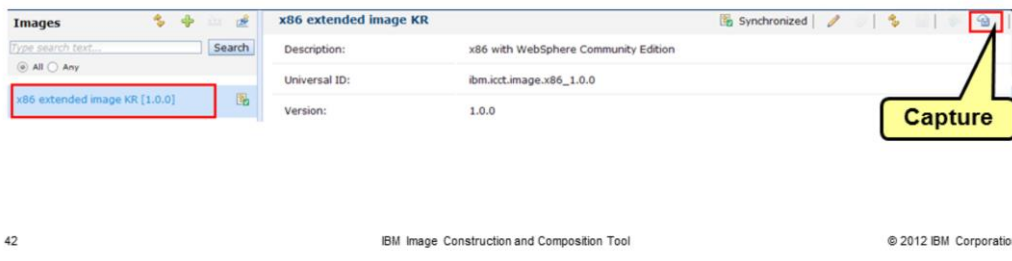 Images
Type search text...
Search
All Any
x86 extended image KR [1.0.0]
x86 extended image KR
Synchronized
Description: x86 with WebSphere Community Edition
Universal ID: ibm.icct.image.x86_1.0.0
Version: 1.0.0
Capture
42 IBM Image Construction and Composition Tool © 2012 IBM Corporatio